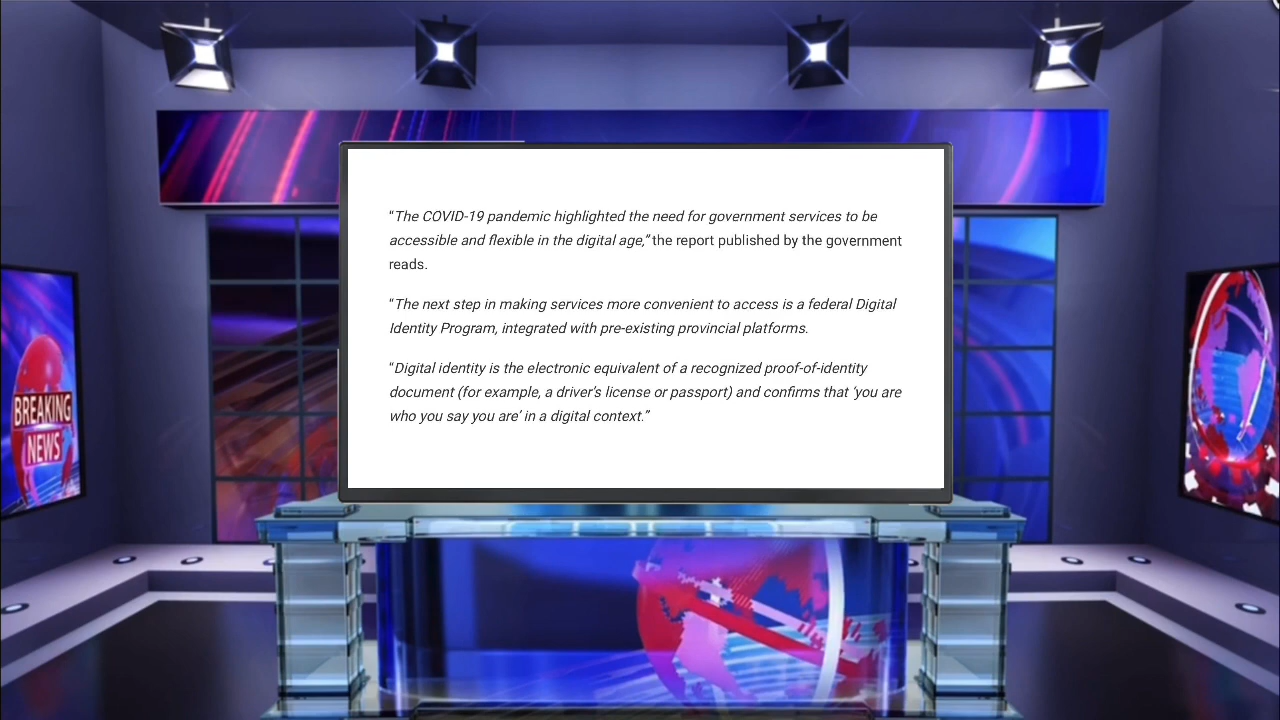 “The COVID-19 pandemic highlighted the need for government services to be
accessible and flexible in the digital age,” the report published by the government
reads.
“The next step in making services more convenient to access is a federal Digital
Identity Program, integrated with pre-existing provincial platforms.
“Digital identity is the electronic equivalent of a recognized proof-of-identity
document (for example, a driver’s license or passport) and confirms that ‘you are
who you say you are’ in a digital context.”
BREAKING
NEWS